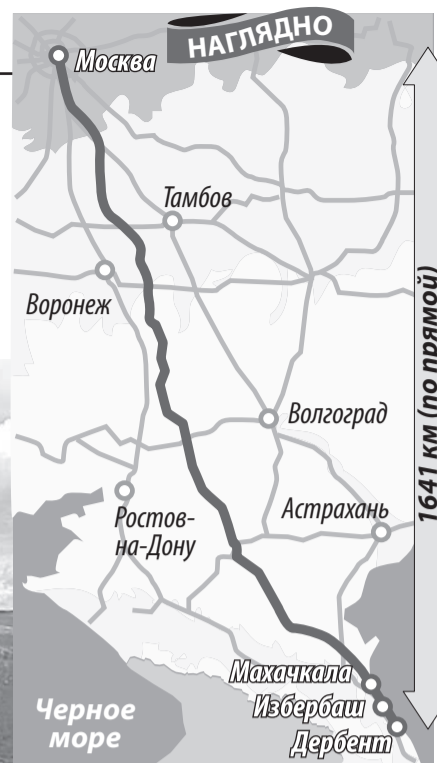 НАГЛЯДНО
Москва
Тамбов
Воронеж
Волгоград
Астрахань
Ростов-
на-Дону
1641 км (по прямой)
Махачкала
Избербаш
Дербент
Черное
море